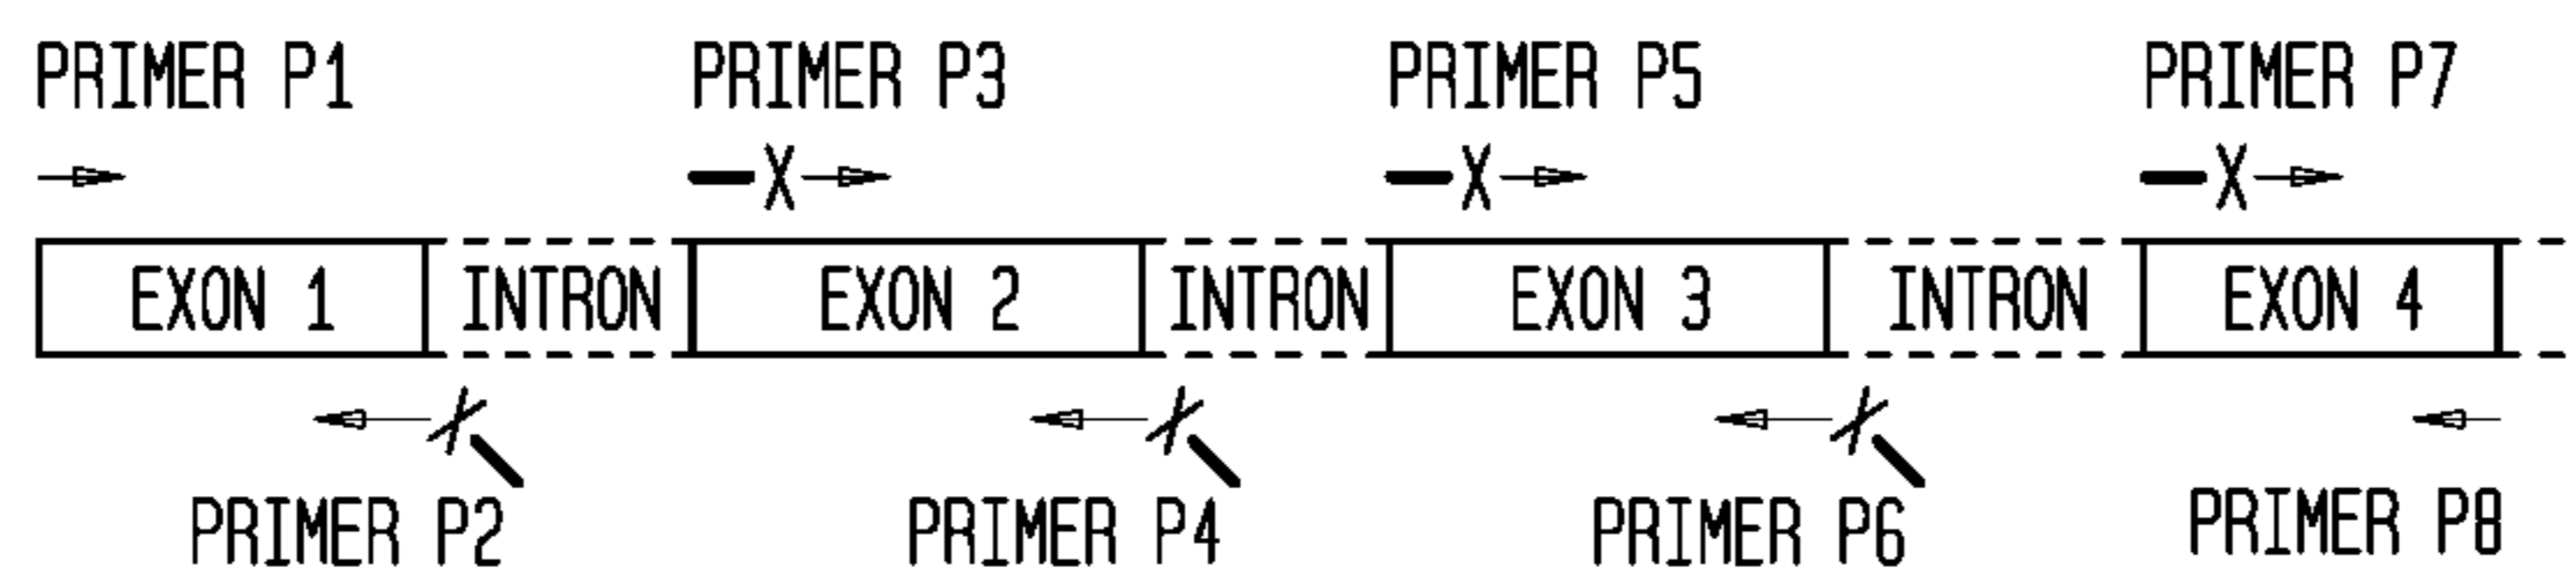 PRIMER P1 PRIMER P3 PRIMER P5 PRIMER P7
X X X
EXON 1 INTRON EXON 2 INTRON EXON 3 INTRON EXON 4
PRIMER P2 PRIMER P4 PRIMER P6 PRIMER P8